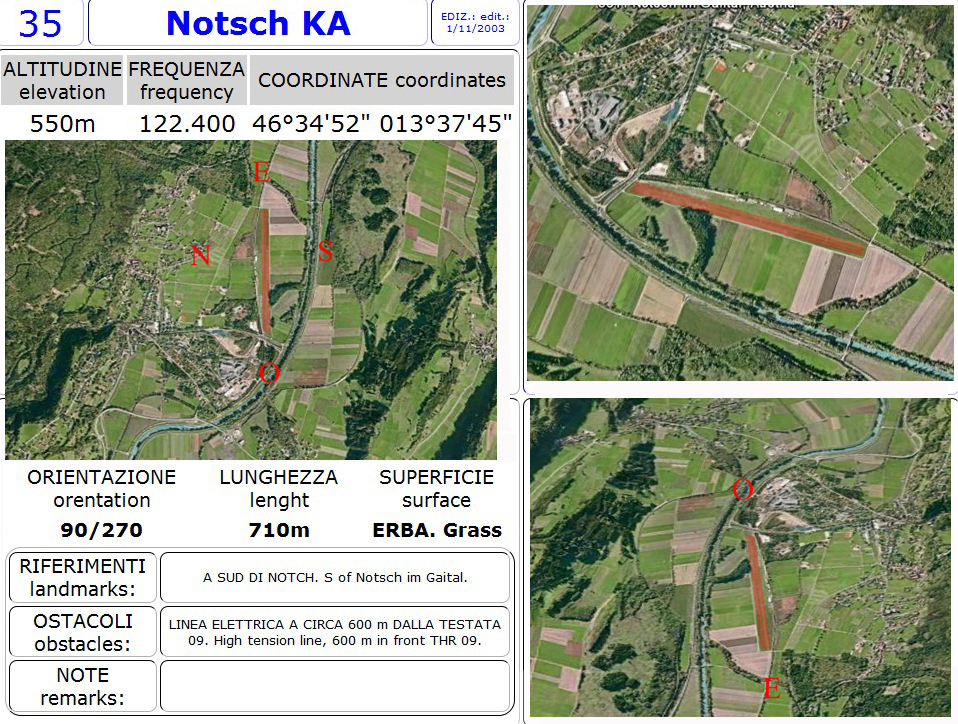 35
Notsch KA
EDIZ.: edit.:
1/11/2003
ALTITUDINE
elevation
FREQUENZA
frequency
COORDINATE coordinates
550m
122.400
46°34'52" 013°37'45"
E
N
S
O
ORIENTAZIONE
orentation
LUNGHEZZA
lenght
SUPERFICIE
surface
90/270
710m
ERBA. Grass
RIFERIMENTI
landmarks:
A SUD DI NOTCH. S of Notsch im Gaital.
OSTACOLI
obstacles:
LINEA ELETTRICA A CIRCA 600 m DALLA TESTATA
09. High tension line, 600 m in front THR 09.
NOTE
remarks:
O
E